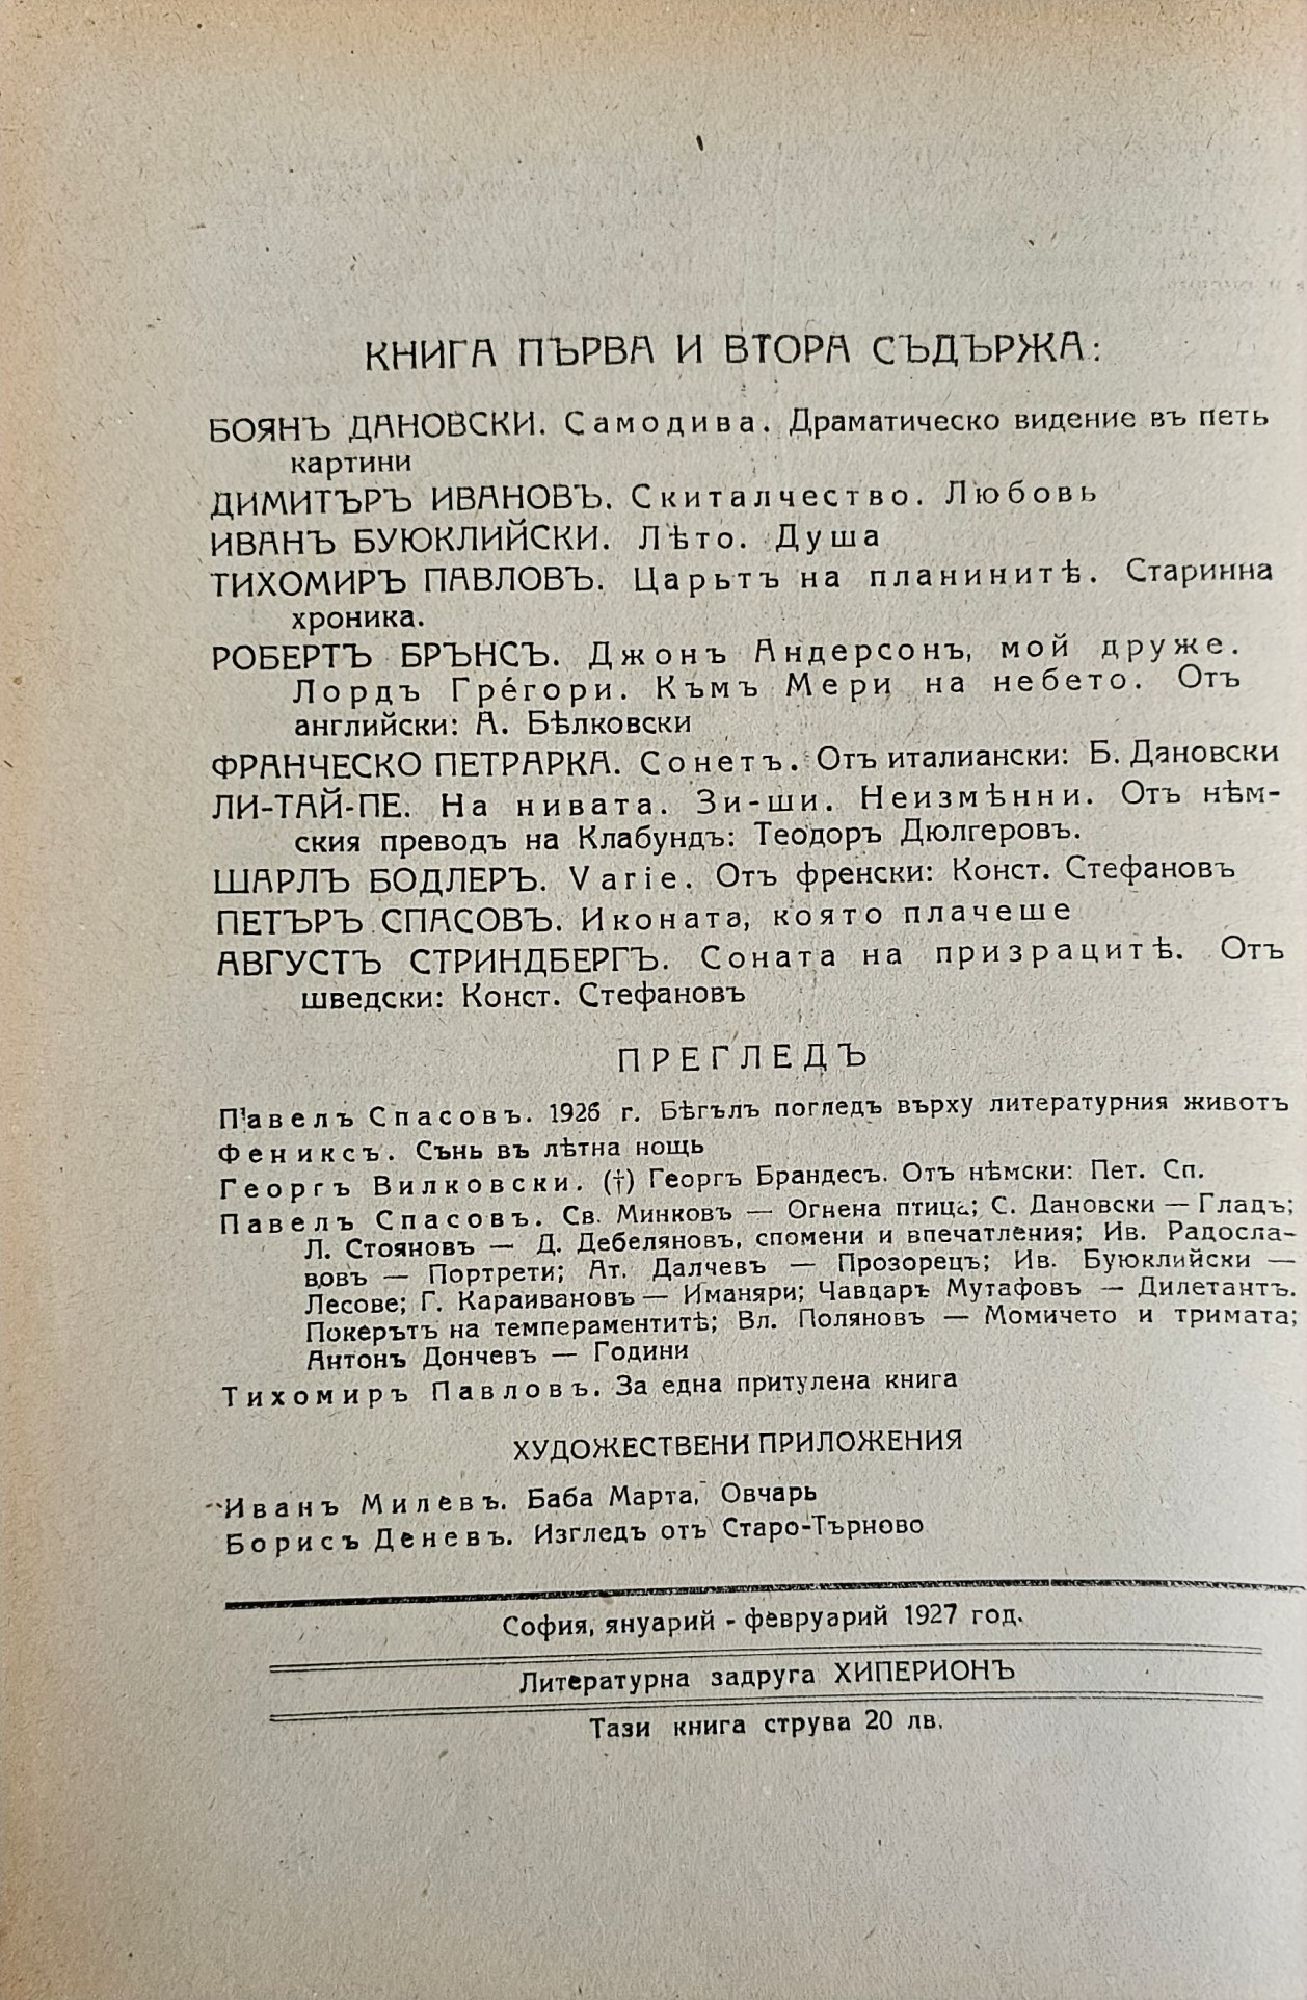 КНИГА ПЪРВА И ВТОРА СЪДЪРЖА:
БОЯНЪ ДАНОВСКИ. Самодива. Драматическо видение въ петь
картини
ДИМИТЪРЪ ИВАНОВЪ. Скиталчество. Любовь
ИВАНЪ БУЮКЛИЙСКИ. Лѣто. Душа
ТИХОМИРЪ ПАВЛОВЪ. Царьтъ на планинитѣ. Старинна
хроника.
РОБЕРТЪ БРЪНСЪ. Джонъ Андерсонъ, мой друже.
Лордъ Грéгори. Къмъ Мери на небето. Отъ
английски: А. Бѣлковски
ФРАНЧЕСКО ПЕТРАРКА. Сонетъ. Отъ италиански: Б. Дановски
ЛИ-ТАЙ-ПЕ. На нивата. Зи-ши. Неизмѣнни. Отъ нѣм-
ския преводъ на Клабундъ: Теодоръ Дюлгеровъ.
ШАРЛЪ БОДЛЕРЪ. Varie. Отъ френски: Конст. Стефановъ
ПЕТЪРЪ СПАСОВЪ. Иконата, която плачеше
АВГУСТЪ СТРИНДБЕРГЪ. Соната на призрацитѣ. Отъ
шведски: Конст. Стефановъ
ПРЕГЛЕДЪ
Павелъ Спасовъ. 1926 г. Бѣгълъ погледъ върху литературния животъ
Фениксъ. Сънь въ лѣтна нощь
Георгъ Вилковски. (†) Георгъ Брандесъ. Отъ нѣмски: Пет. Сп.
Павелъ Спасовъ. Св. Минковъ — Огнена птица; С. Дановски — Гладъ;
Л. Стояновъ — Д. Дебеляновъ, спомени и впечатления; Ив. Радосла-
вовъ — Портрети; Ат. Далчевъ — Прозорецъ; Ив. Буюклийски —
Лесове; Г. Караивановъ — Иманяри; Чавдаръ Мутафовъ — Дилетантъ.
Покерътъ на темпераментитѣ; Вл. Поляновъ — Момичето и тримата;
Антонъ Дончевъ — Години
Тихомиръ Павловъ. За една притулена книга
ХУДОЖЕСТВЕНИ ПРИЛОЖЕНИЯ
Иванъ Милевъ. Баба Марта, Овчарь
Борисъ Деневъ. Изгледъ отъ Старо-Търново
София, януарий - февруарий 1927 год.
Литературна задруга ХИПЕРИОНЪ
Тази книга струва 20 лв.